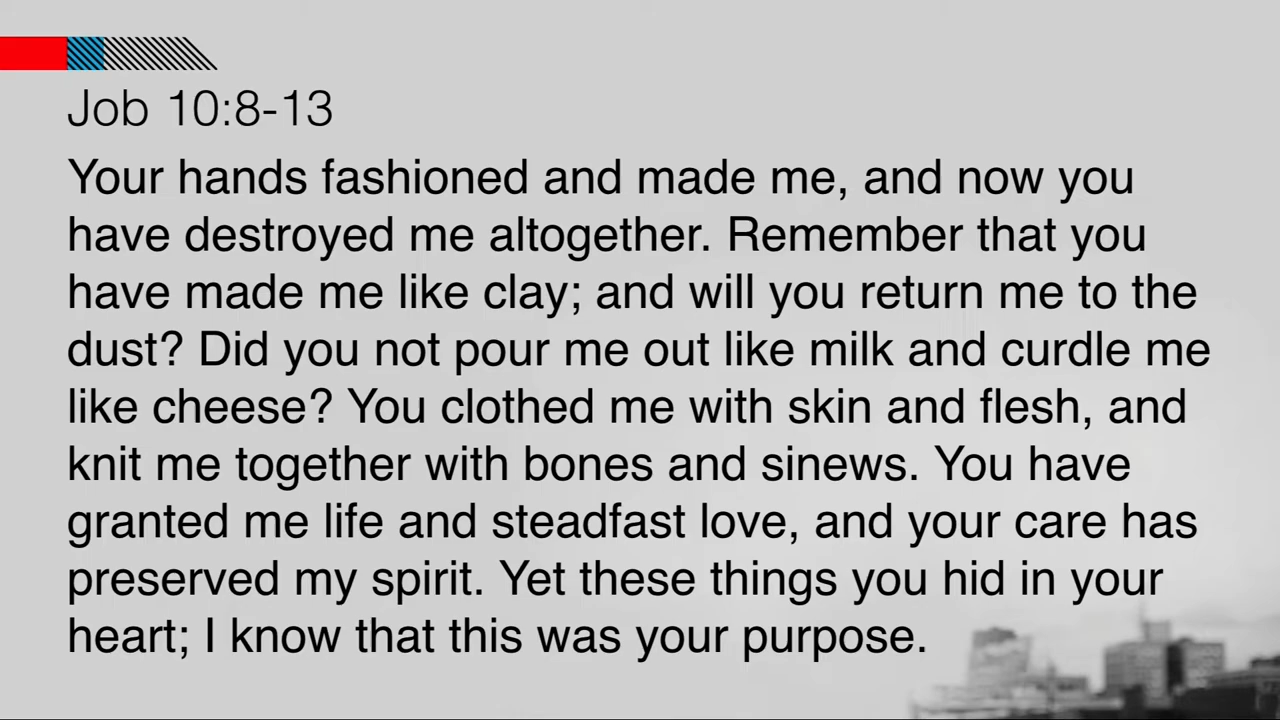 Job 10:8-13
Your hands fashioned and made me, and now you
have destroyed me altogether. Remember that you
have made me like clay; and will you return me to the
dust? Did you not pour me out like milk and curdle me
like cheese? You clothed me with skin and flesh, and
knit me together with bones and sinews. You have
granted me life and steadfast love, and your care has
preserved my spirit. Yet these things you hid in your
heart; I know that this was your purpose.